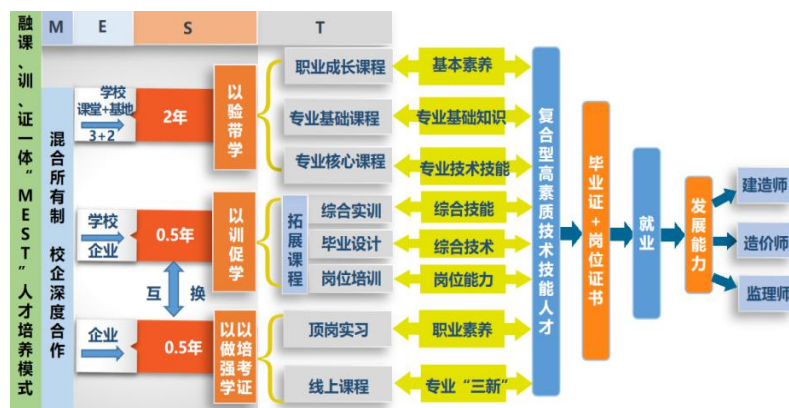 融课、训、证一体“MEST”人才培养模式
M
E
S
T
混合所有制 校企深度合作
学校
课堂+基地
3+2
2年
以验带学
职业成长课程
基本素养
专业基础课程
专业基础知识
专业核心课程
专业技术技能
学校
企业
0.5年
以训促学
拓展课程
综合实训
综合技能
毕业设计
综合技术
岗位培训
岗位能力
互 换
企业
0.5年
以做强学
以培考证
顶岗实习
职业素养
线上课程
专业“三新”
复合型高素质技术技能人才
毕业证+岗位证书
就业
发展能力
建造师
造价师
监理师